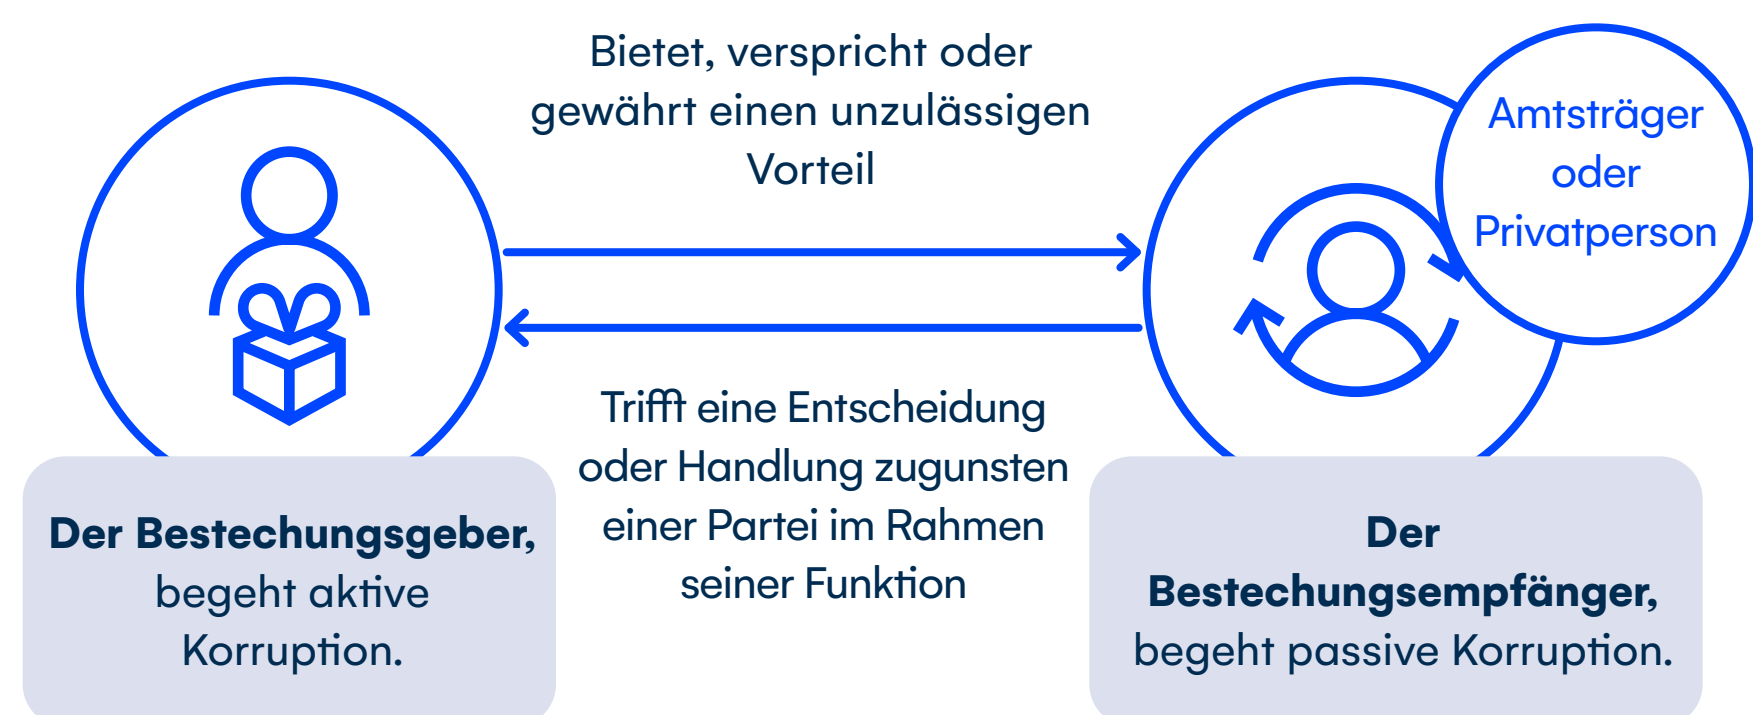 Bietet, verspricht oder
gewährt einen unzulässigen
Vorteil
Amtsträger
oder
Privatperson
Trifft eine Entscheidung
oder Handlung zugunsten
einer Partei im Rahmen
seiner Funktion
Der Bestechungsgeber,
begeht aktive
Korruption.
Der
Bestechungsempfänger,
begeht passive Korruption.